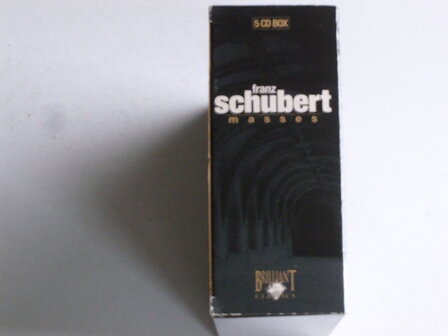 5 CD BOX
franz
schubert
masses
BRILLIANT
CLASSICS